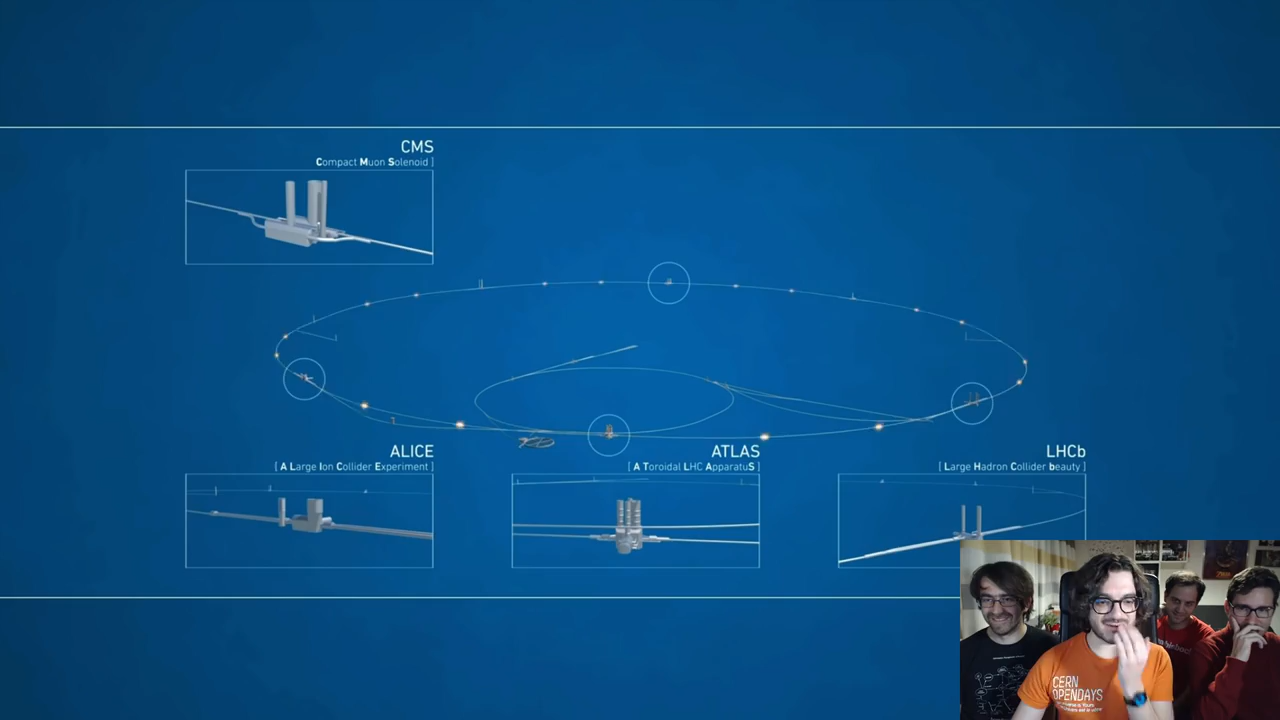 CMS
Compact Muon Solenoid ]
ALICE
[ A Large Ion Collider Experiment ]
ATLAS
[ A Toroidal LHC ApparatuS ]
LHCb
[ Large Hadron Collider beauty ]
CERN
OPENDAYS